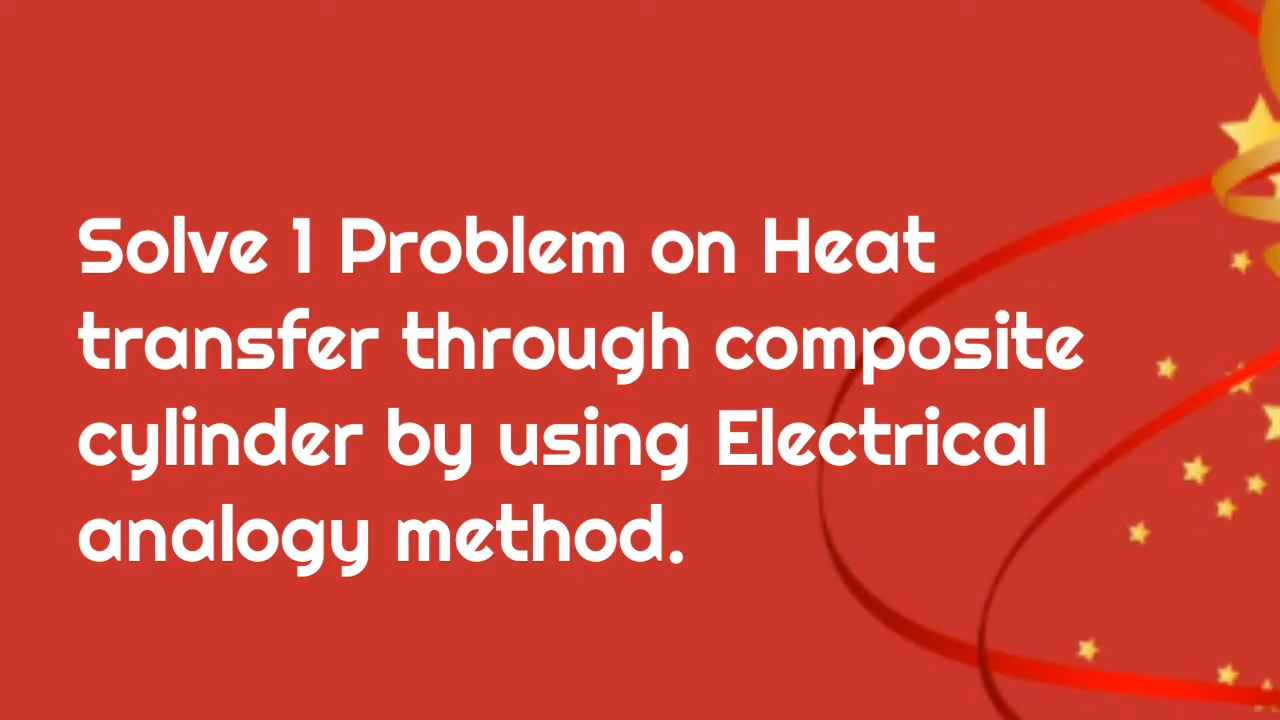 Solve 1 Problem on Heat
transfer through composite
cylinder by using Electrical
analogy method.